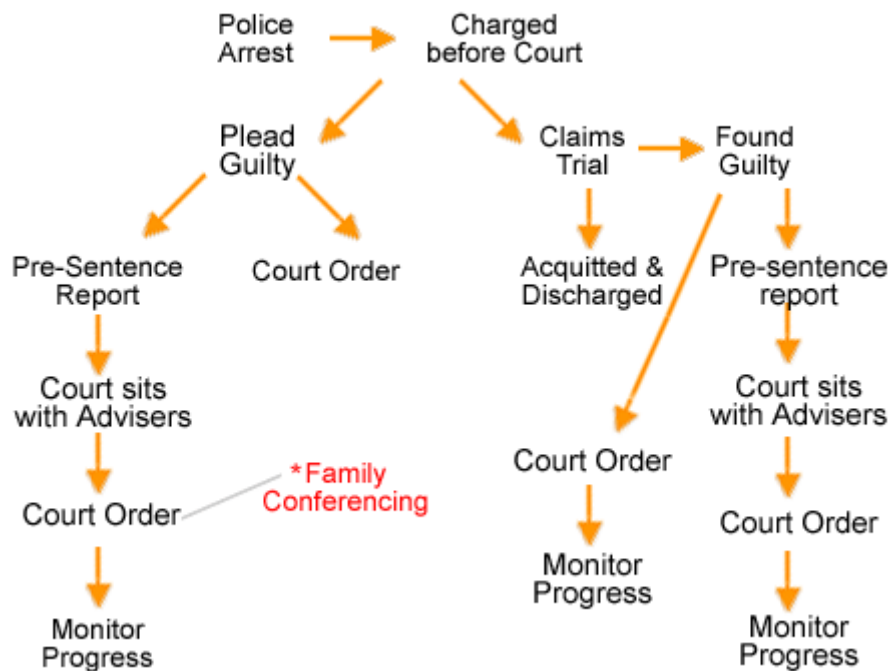 Police
Arrest
Charged
before Court
Plead
Guilty
Claims
Trial
Found
Guilty
Pre-Sentence
Report
Court Order
Acquitted &
Discharged
Pre-sentence
report
Court sits
with Advisers
Court sits
with Advisers
*Family
Conferencing
Court Order
Court Order
Court Order
Monitor
Progress
Monitor
Progress
Monitor
Progress